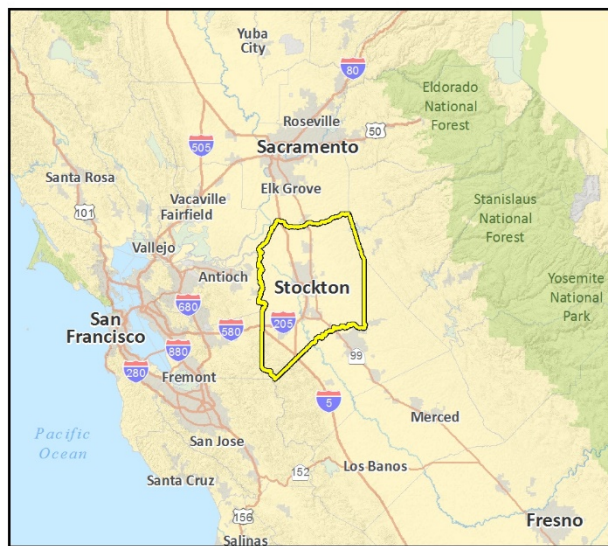 Yuba
City
80
Eldorado
National
Forest
Roseville
50
Sacramento
505
Santa Rosa
101
Elk Grove
Vacaville
Fairfield
Stanislaus
National
Forest
Vallejo
Antioch
Stockton
Yosemite
National
Park
680
San
Francisco
580
205
880
99
280
Fremont
5
Merced
Pacific
Ocean
San Jose
152
Los Banos
Santa Cruz
156
Salinas
Fresno